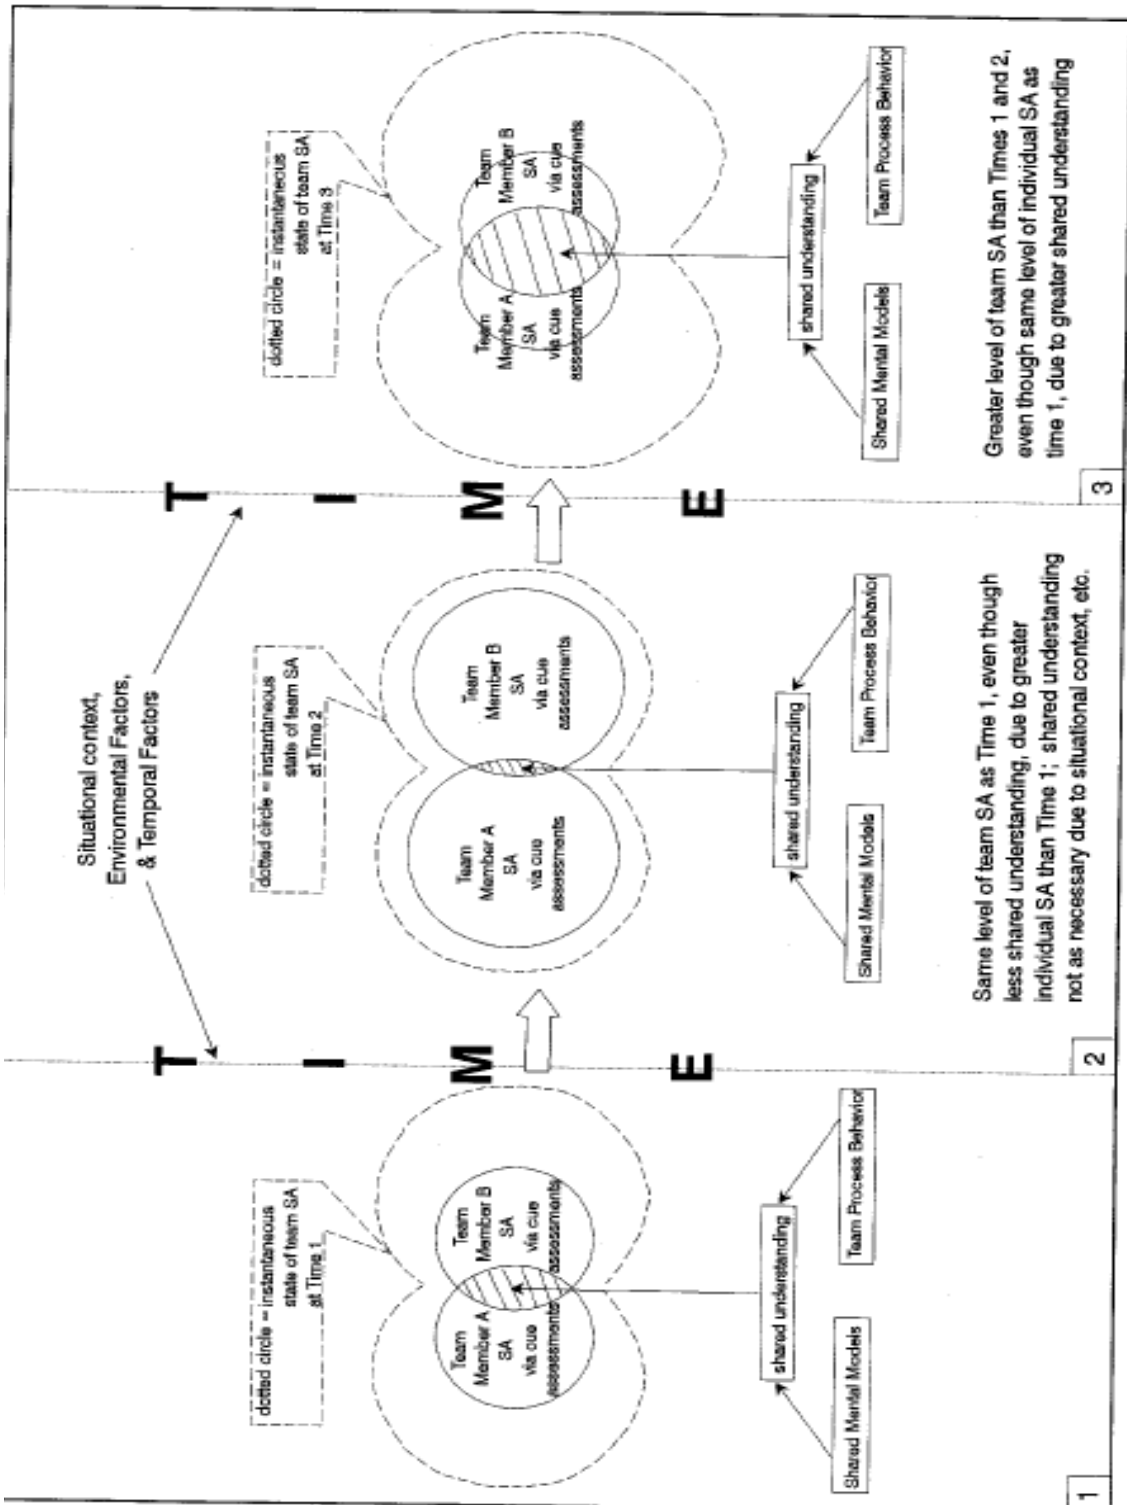 Situational context,
Environmental Factors,
& Temporal Factors
T
I
M
E
T
I
M
E
dotted circle = instantaneous
state of team SA
at Time 1
Team
Member A
SA
via cue
assessments
Team
Member B
SA
via cue
assessments
shared understanding
Shared Mental Models
Team Process Behavior
1
dotted circle = instantaneous
state of team SA
at Time 2
Team
Member A
SA
via cue
assessments
Team
Member B
SA
via cue
assessments
shared understanding
Shared Mental Models
Team Process Behavior
Same level of team SA as Time 1, even though
less shared understanding, due to greater
individual SA than Time 1; shared understanding
not as necessary due to situational context, etc.
2
dotted circle = instantaneous
state of team SA
at Time 3
Team
Member A
SA
via cue
assessments
Team
Member B
SA
via cue
assessments
shared understanding
Shared Mental Models
Team Process Behavior
Greater level of team SA than Times 1 and 2,
even though same level of individual SA as
time 1, due to greater shared understanding
3